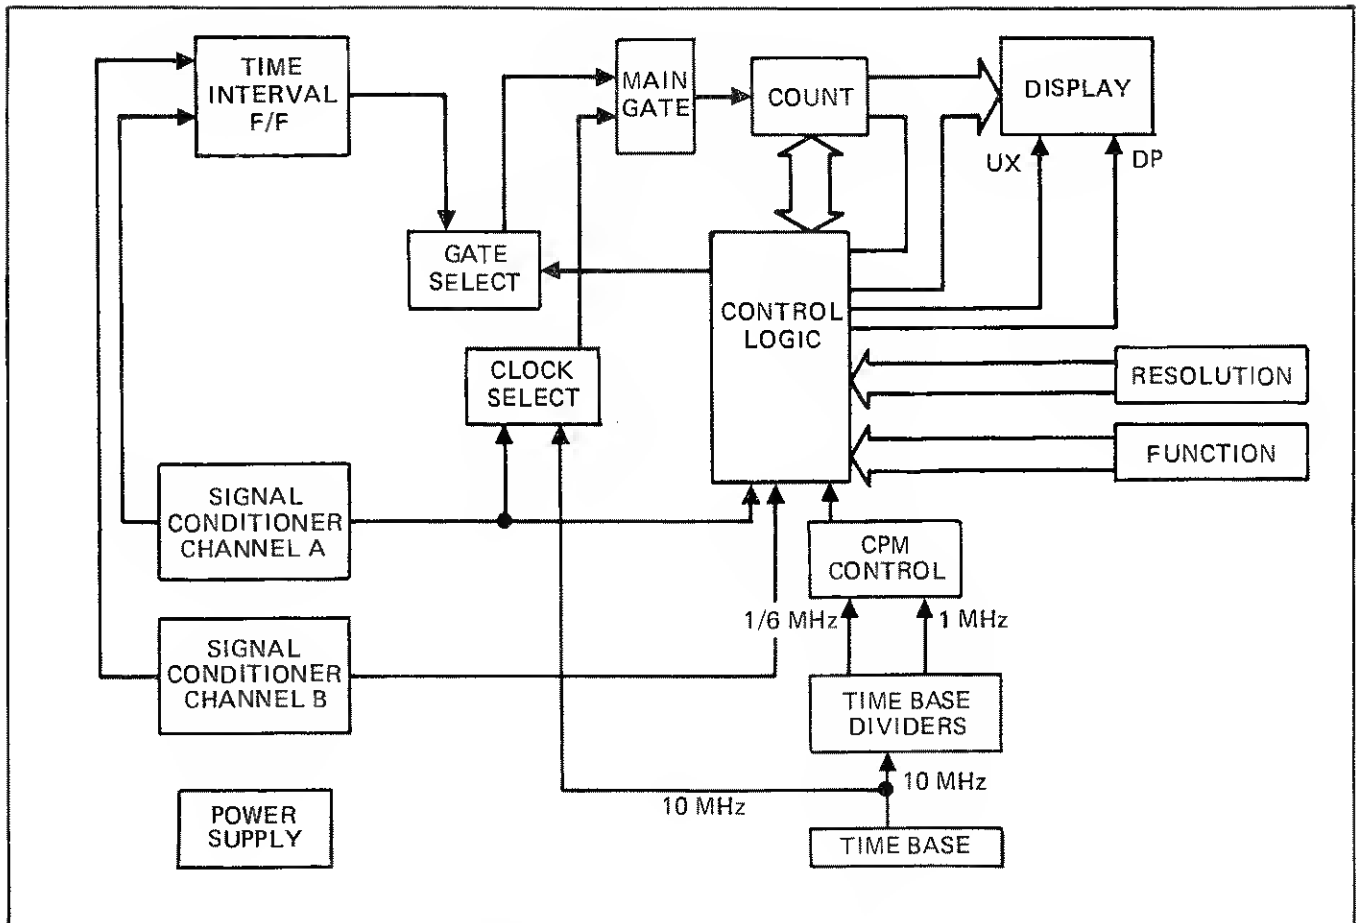 TIME
INTERVAL
F/F
MAIN
GATE
COUNT
DISPLAY
UX
DP
GATE
SELECT
CONTROL
LOGIC
CLOCK
SELECT
RESOLUTION
FUNCTION
SIGNAL
CONDITIONER
CHANNEL A
CPM
CONTROL
1/6 MHz
1 MHz
SIGNAL
CONDITIONER
CHANNEL B
TIME BASE
DIVIDERS
10 MHz
10 MHz
POWER
SUPPLY
TIME BASE